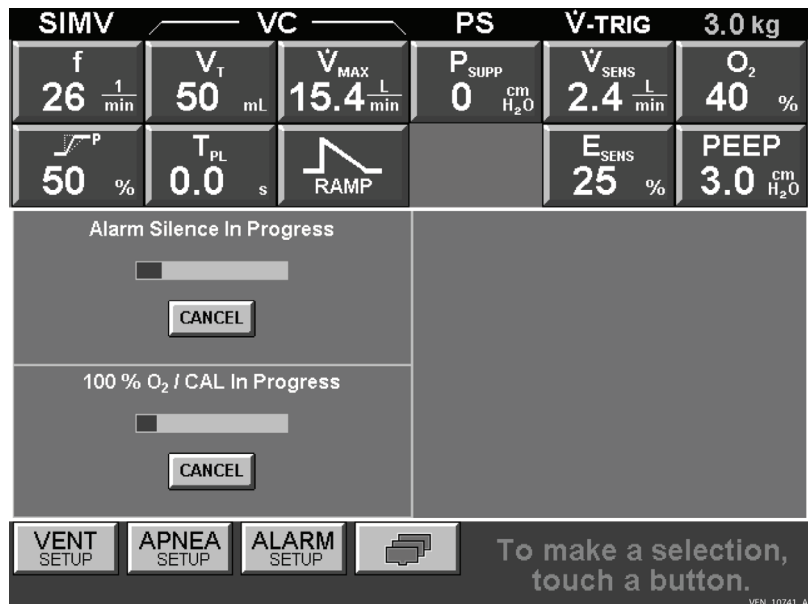 SIMV VC PS V̇-TRIG 3.0 kg
f V_T V̇_MAX P_SUPP V̇_SENS O₂
26 1/min 50 mL 15.4 L/min 0 cm H₂O 2.4 L/min 40 %
P T_PL E_SENS PEEP
50 % 0.0 s RAMP 25 % 3.0 cm H₂O
Alarm Silence In Progress
CANCEL
100 % O₂ / CAL In Progress
CANCEL
VENT APNEA ALARM
SETUP SETUP SETUP
To make a selection,
touch a button.
VEN_10741_A